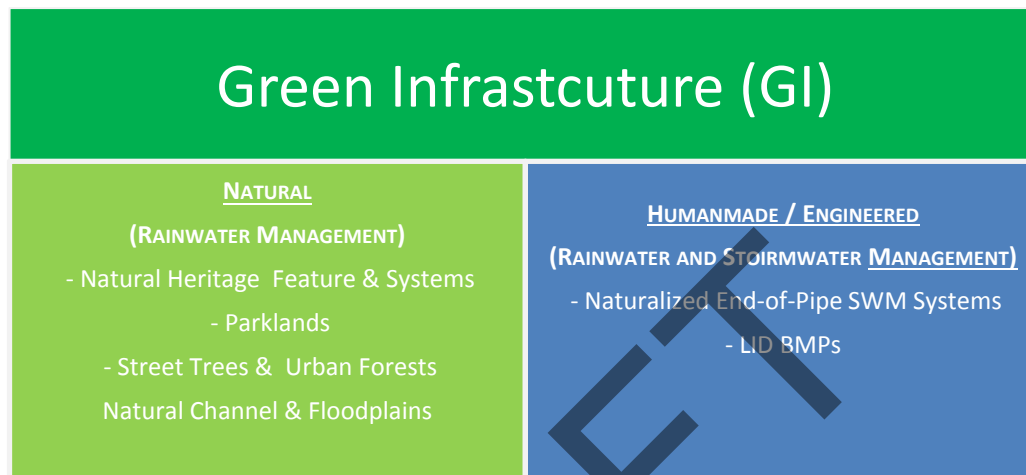 Green Infrastcuture (GI)
NATURAL
(RAINWATER MANAGEMENT)
- Natural Heritage Feature & Systems
- Parklands
- Street Trees & Urban Forests
Natural Channel & Floodplains
HUMANMADE / ENGINEERED
(RAINWATER AND STOIRMWATER MANAGEMENT)
- Naturalized End-of-Pipe SWM Systems
- LID BMPs
FT